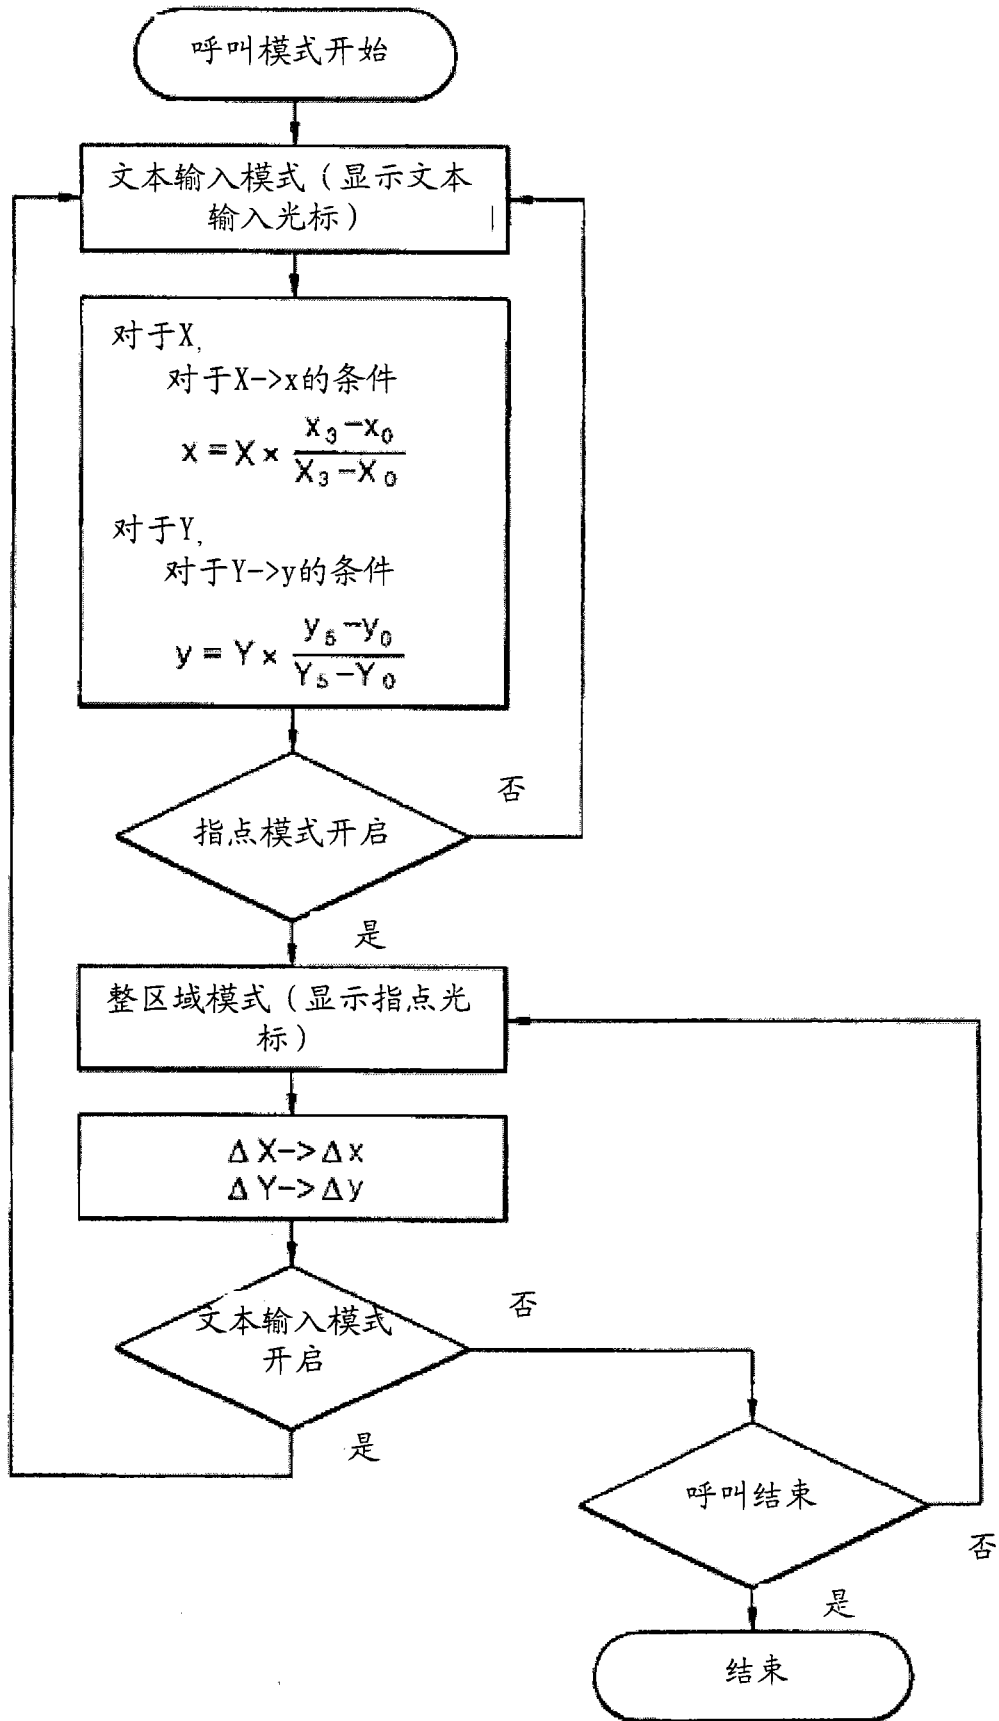 呼叫模式开始
文本输入模式（显示文本
输入光标）
对于X,
对于X->x的条件
x = X × (x₃-x₀)/(X₃-X₀)
对于Y,
对于Y->y的条件
y = Y × (y₅-y₀)/(Y₅-Y₀)
否
指点模式开启
是
整区域模式（显示指点光
标）
Δ X->Δ x
Δ Y->Δ y
否
文本输入模式
开启
是
呼叫结束
否
是
结束